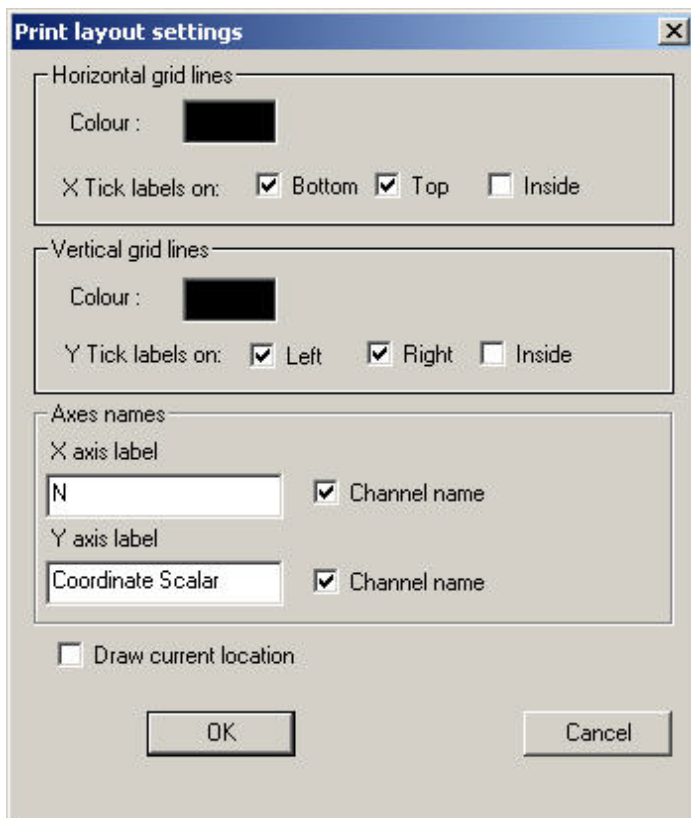 Print layout settings
Horizontal grid lines
Colour :
X Tick labels on: Bottom Top Inside
Vertical grid lines
Colour :
Y Tick labels on: Left Right Inside
Axes names
X axis label
N Channel name
Y axis label
Coordinate Scalar Channel name
Draw current location
OK Cancel